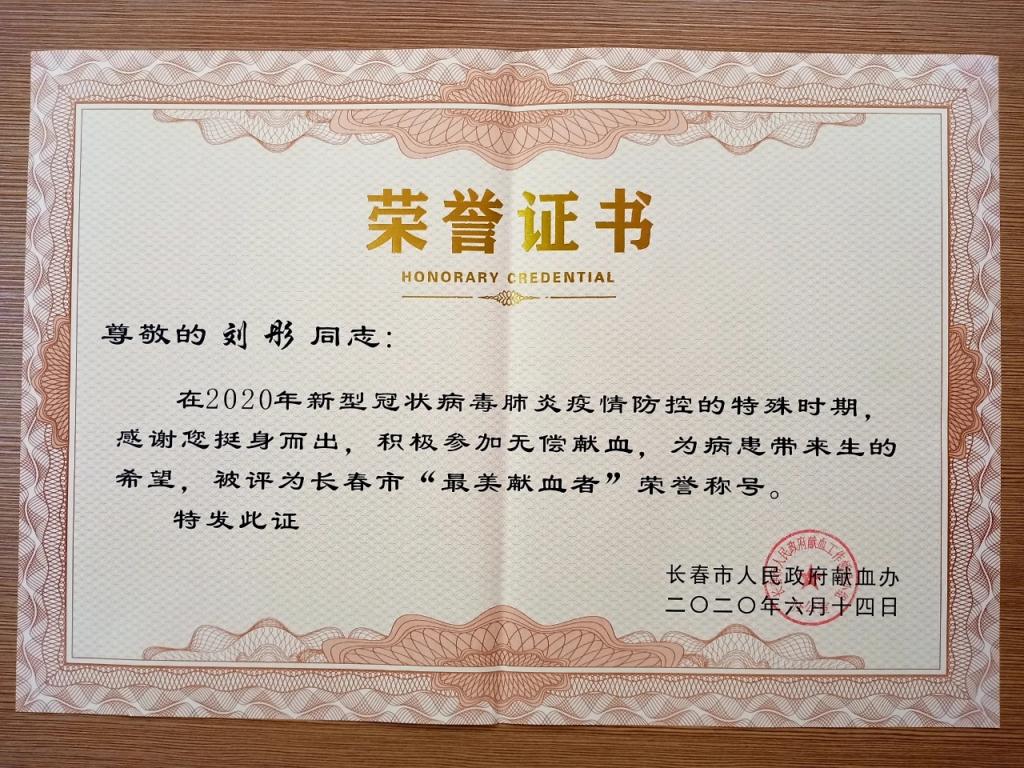 荣誉证书
HONORARY CREDENTIAL
尊敬的 刘彤 同志：
在2020年新型冠状病毒肺炎疫情防控的特殊时期，
感谢您挺身而出，积极参加无偿献血，为病患带来生的
希望，被评为长春市“最美献血者”荣誉称号。
特发此证
长春市人民政府献血办
二〇二〇年六月十四日